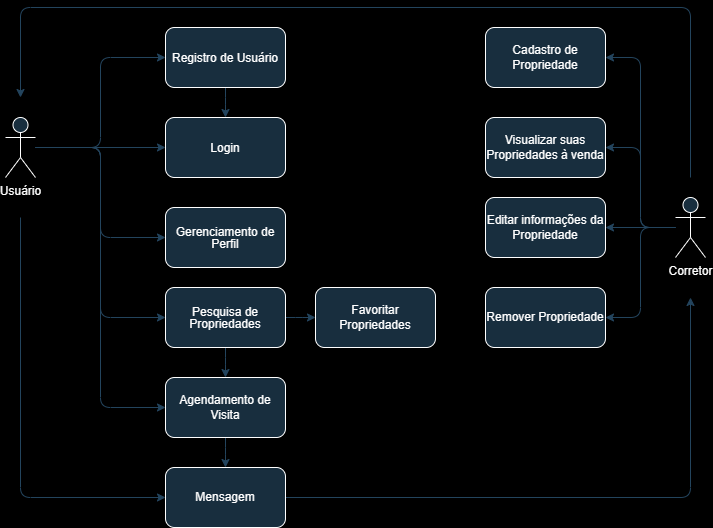 Registro de Usuário
Login
Usuário
Gerenciamento de
Perfil
Pesquisa de
Propriedades
Favoritar
Propriedades
Agendamento de
Visita
Mensagem
Cadastro de
Propriedade
Visualizar suas
Propriedades à venda
Editar informações da
Propriedade
Corretor
Remover Propriedade